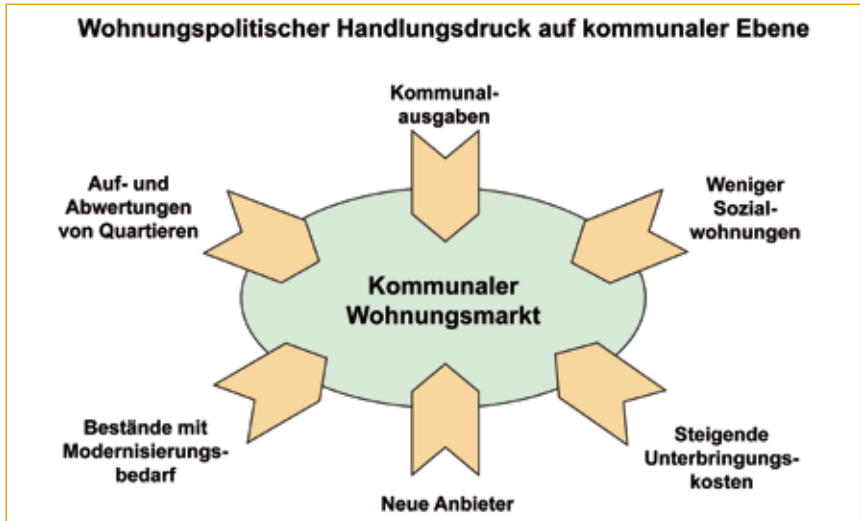 Wohnungspolitischer Handlungsdruck auf kommunaler Ebene
Kommunal-
ausgaben
Auf- und
Abwertungen
von Quartieren
Weniger
Sozial-
wohnungen
Kommunaler
Wohnungsmarkt
Bestände mit
Modernisierungs-
bedarf
Neue Anbieter
Steigende
Unterbringungs-
kosten